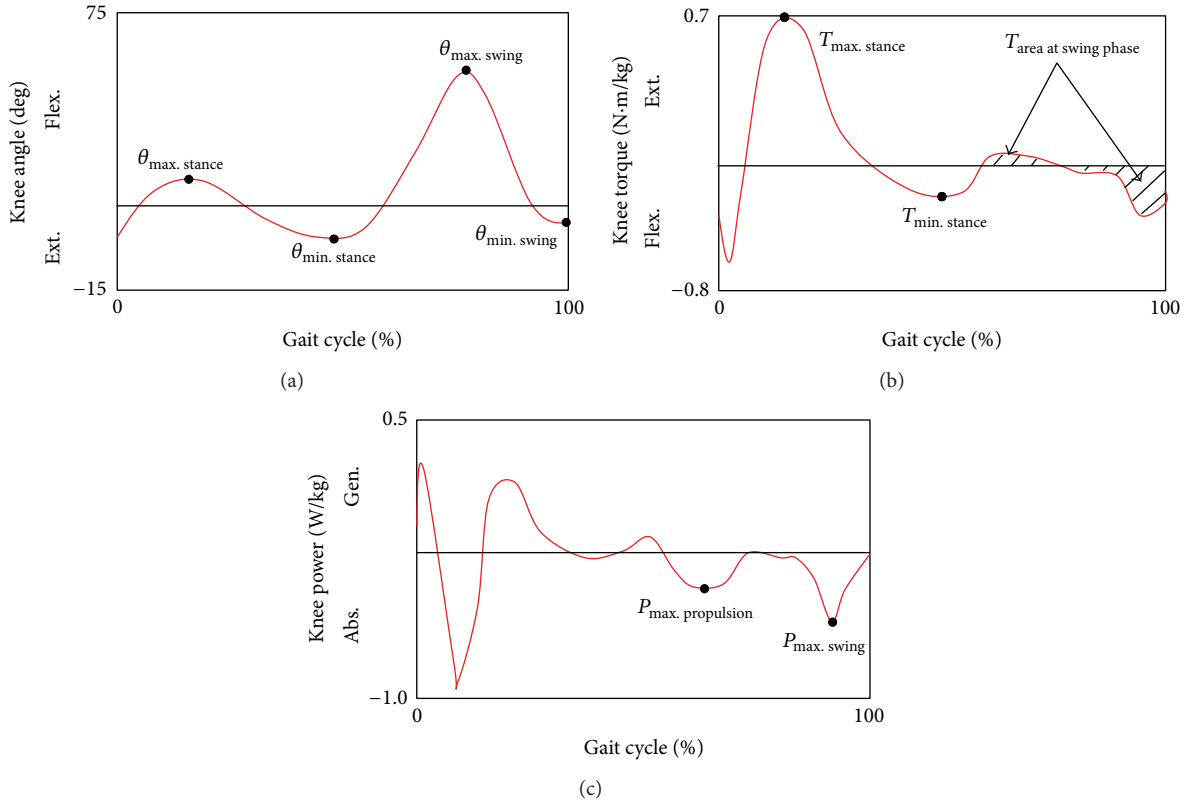 75
Knee angle (deg)
Flex.
Ext.
θmax. swing
θmax. stance
θmin. stance
θmin. swing
−15
0
100
Gait cycle (%)
(a)
0.7
Knee torque (N·m/kg)
Ext.
Flex.
Tmax. stance
Tarea at swing phase
Tmin. stance
−0.8
0
100
Gait cycle (%)
(b)
0.5
Knee power (W/kg)
Gen.
Abs.
Pmax. propulsion
Pmax. swing
−1.0
0
100
Gait cycle (%)
(c)